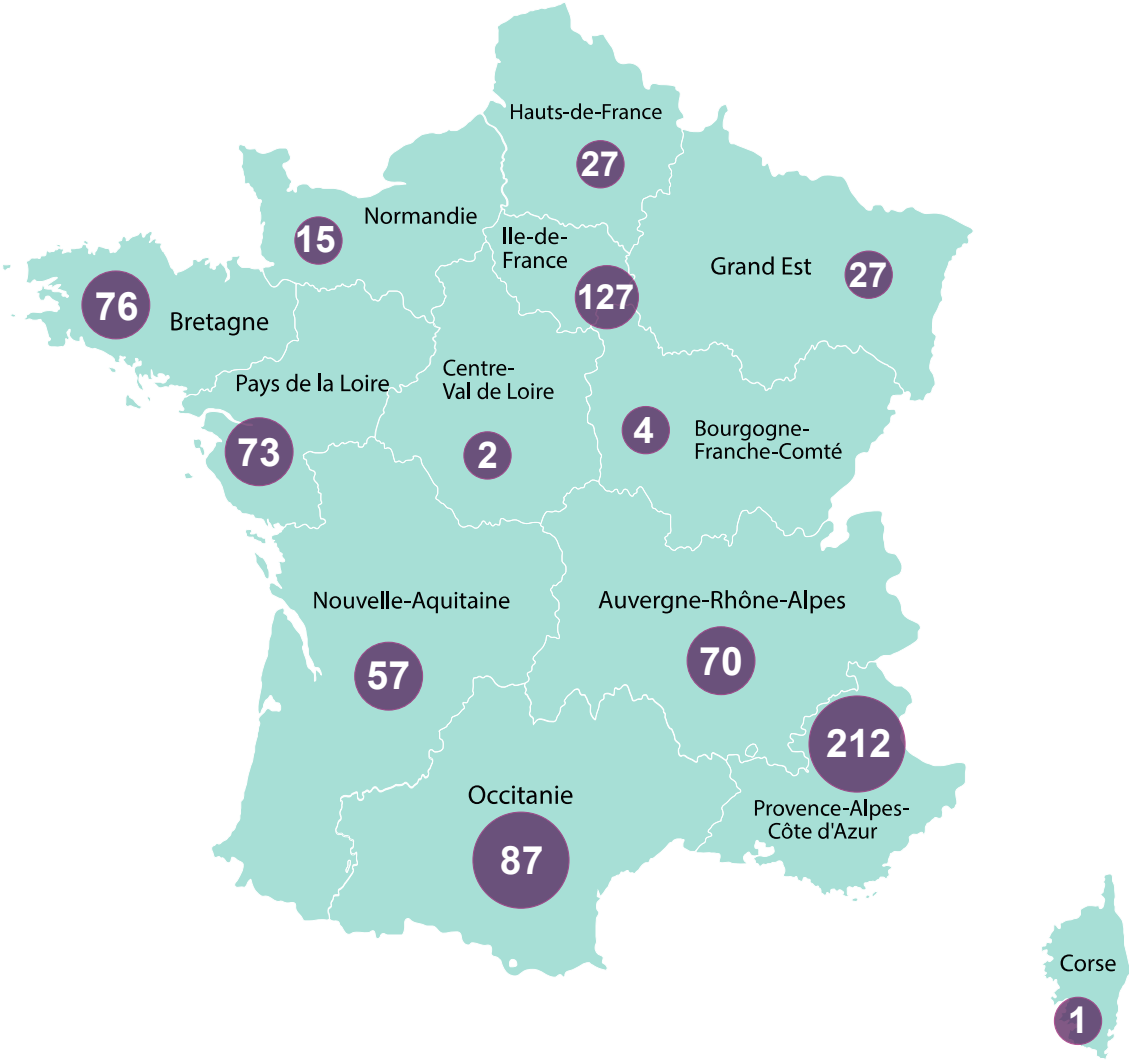 Hauts-de-France
27
Normandie
15
Ile-de-
France
127
Grand Est
27
76
Bretagne
Pays de la Loire
73
Centre-
Val de Loire
2
4
Bourgogne-
Franche-Comté
Nouvelle-Aquitaine
57
Auvergne-Rhône-Alpes
70
212
Provence-Alpes-
Côte d'Azur
Occitanie
87
Corse
1